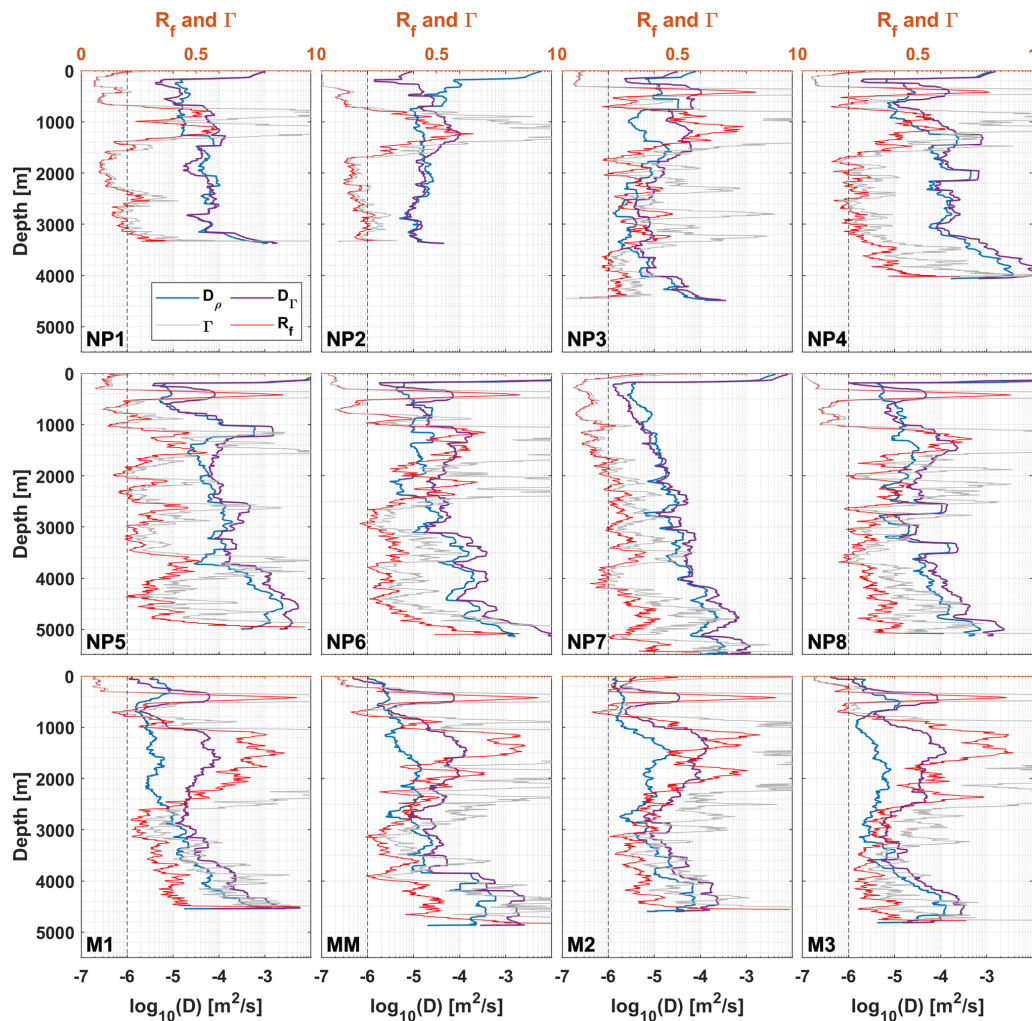 R_f and Γ R_f and Γ R_f and Γ R_f and Γ
0 0.5 10 0.5 10 0.5 10 0.5 1
Depth [m]
0
1000
2000
3000
4000
5000
D_ρ D_Γ
Γ R_f
NP1 NP2 NP3 NP4
Depth [m]
0
1000
2000
3000
4000
5000
NP5 NP6 NP7 NP8
Depth [m]
0
1000
2000
3000
4000
5000
M1 MM M2 M3
-7 -6 -5 -4 -3 -2 -6 -5 -4 -3 -2 -6 -5 -4 -3 -2 -6 -5 -4 -3 -2
log₁₀(D) [m²/s] log₁₀(D) [m²/s] log₁₀(D) [m²/s] log₁₀(D) [m²/s]